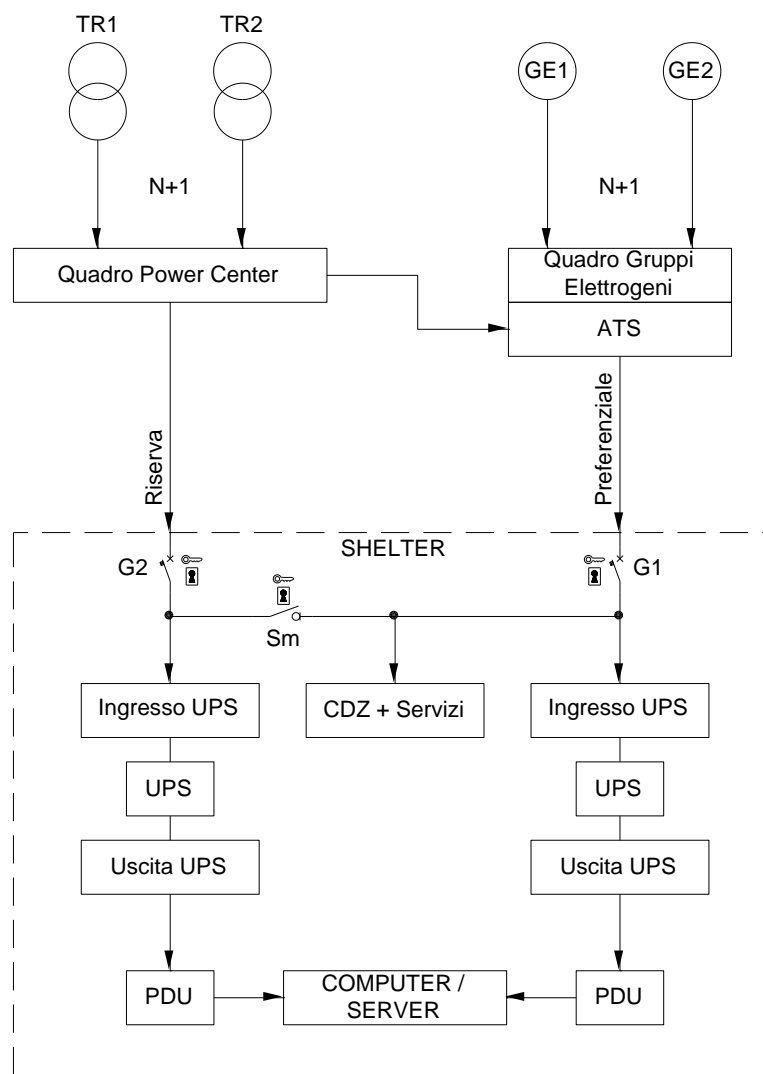 TR1
TR2
GE1
GE2
N+1
N+1
Quadro Power Center
Quadro Gruppi
Elettrogeni
ATS
Riserva
Preferenziale
SHELTER
G2
G1
Sm
Ingresso UPS
CDZ + Servizi
Ingresso UPS
UPS
UPS
Uscita UPS
Uscita UPS
PDU
COMPUTER /
SERVER
PDU